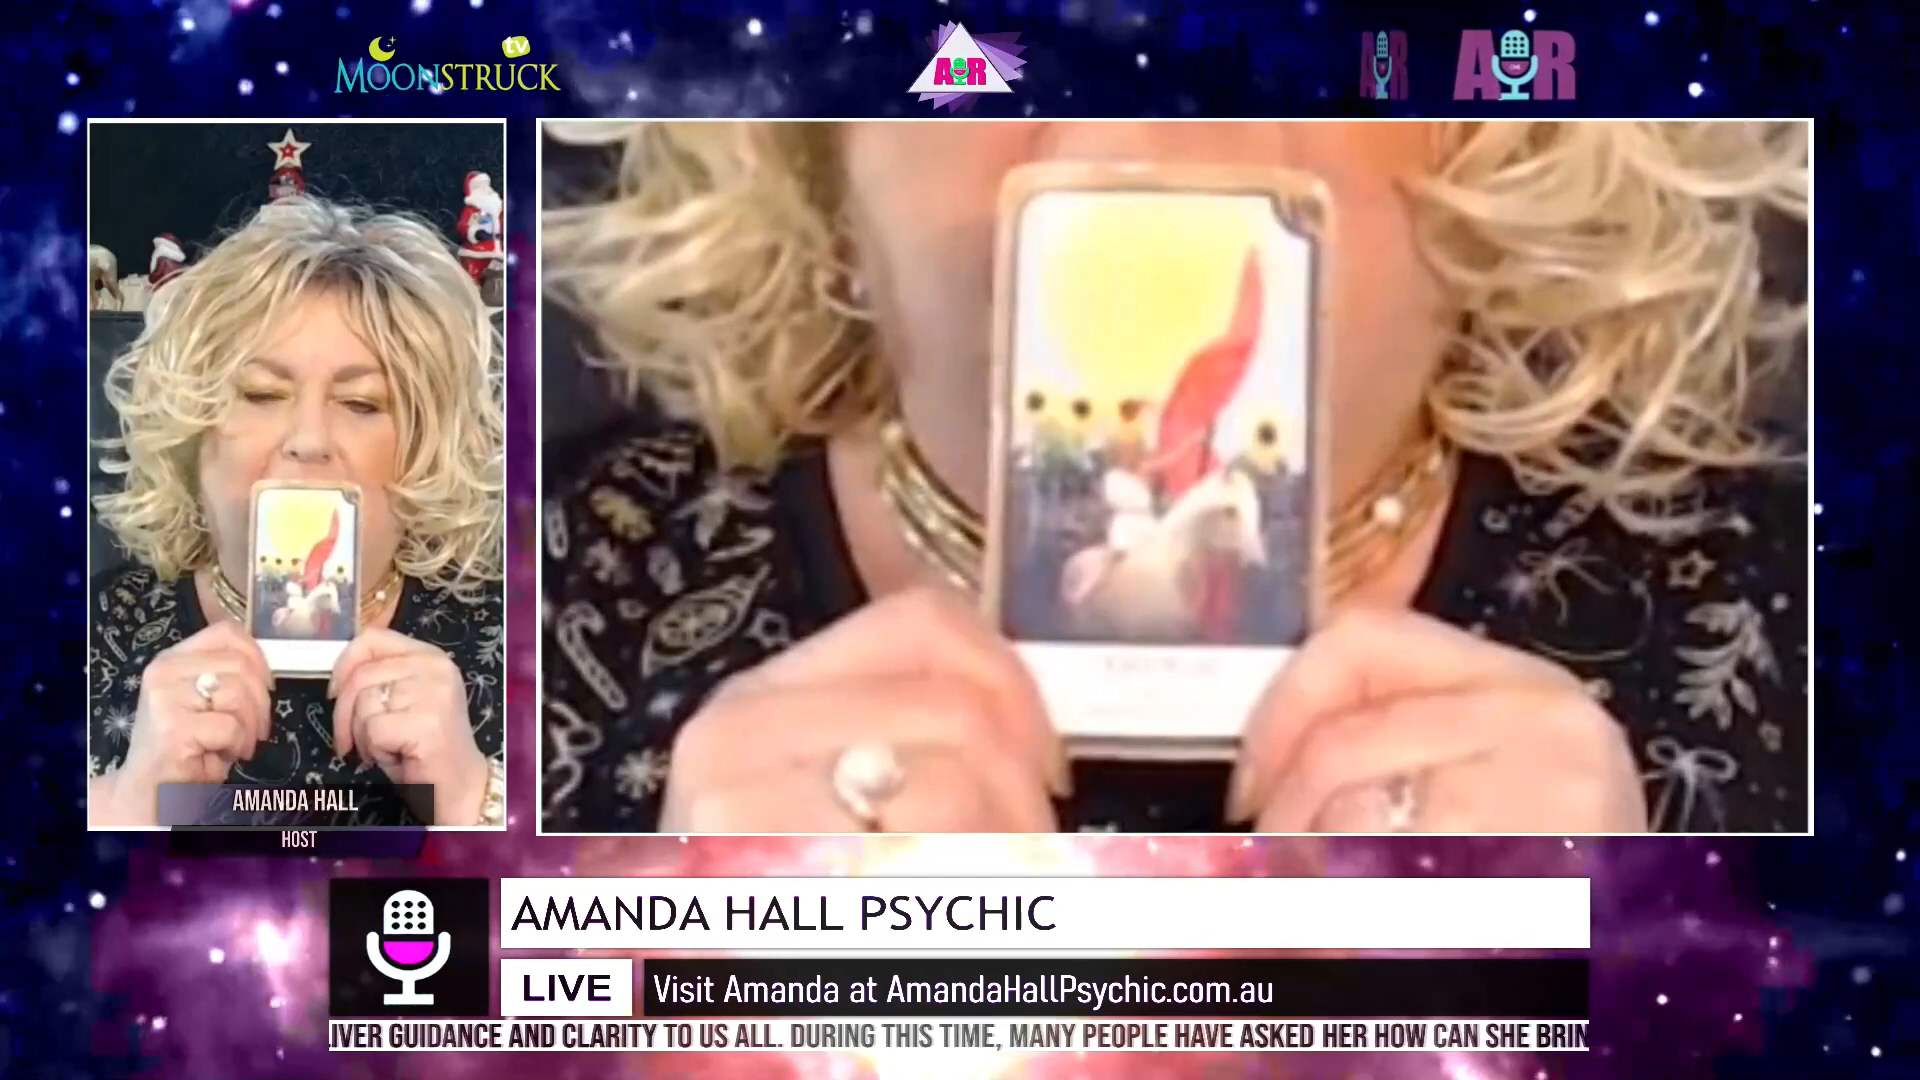 MOONSTRUCK tv
AIR
AIR
AIR
AMANDA HALL
HOST
AMANDA HALL PSYCHIC
LIVE
Visit Amanda at AmandaHallPsychic.com.au
IVER GUIDANCE AND CLARITY TO US ALL. DURING THIS TIME, MANY PEOPLE HAVE ASKED HER HOW CAN SHE BRIN